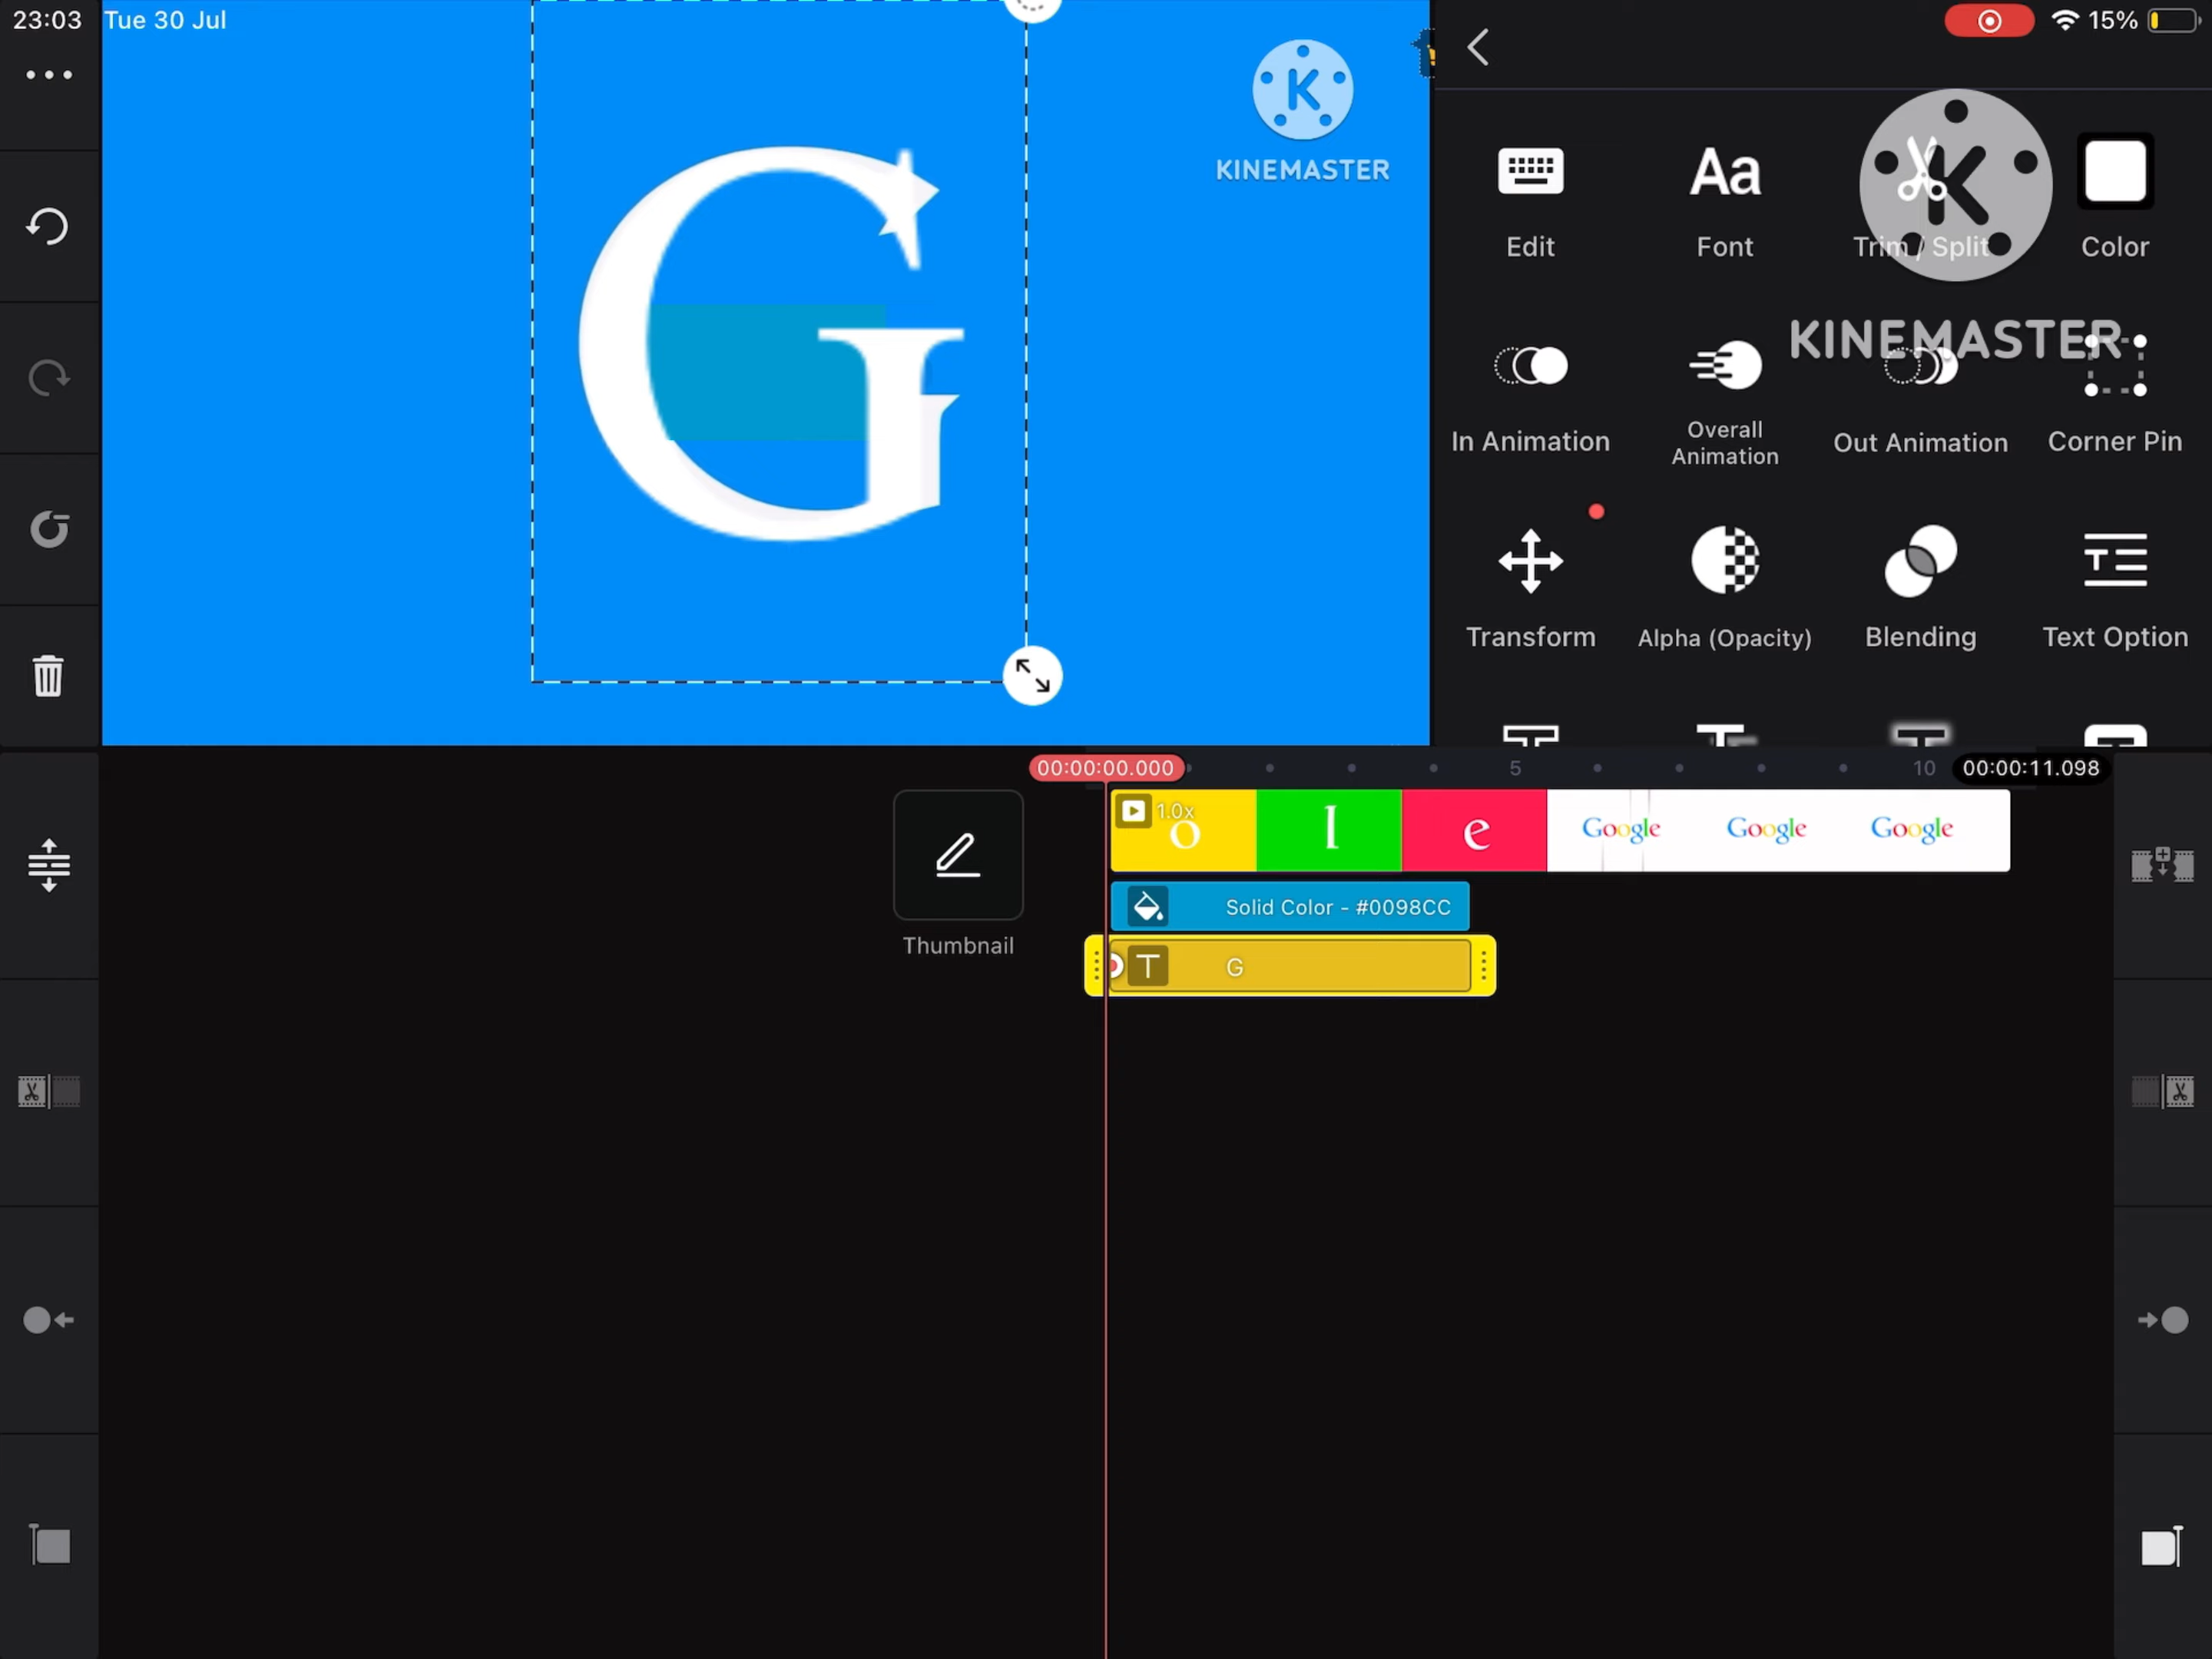 23:03 Tue 30 Jul
15%
G
K
KINEMASTER
K
KINEMASTER
Edit
Font
Trim / Split
Color
In Animation
Overall
Animation
Out Animation
Corner Pin
Transform
Alpha (Opacity)
Blending
Text Option
00:00:00.000
5
10
00:00:11.098
Thumbnail
1.0x
o
l
e
Google
Google
Google
Solid Color - #0098CC
T
G